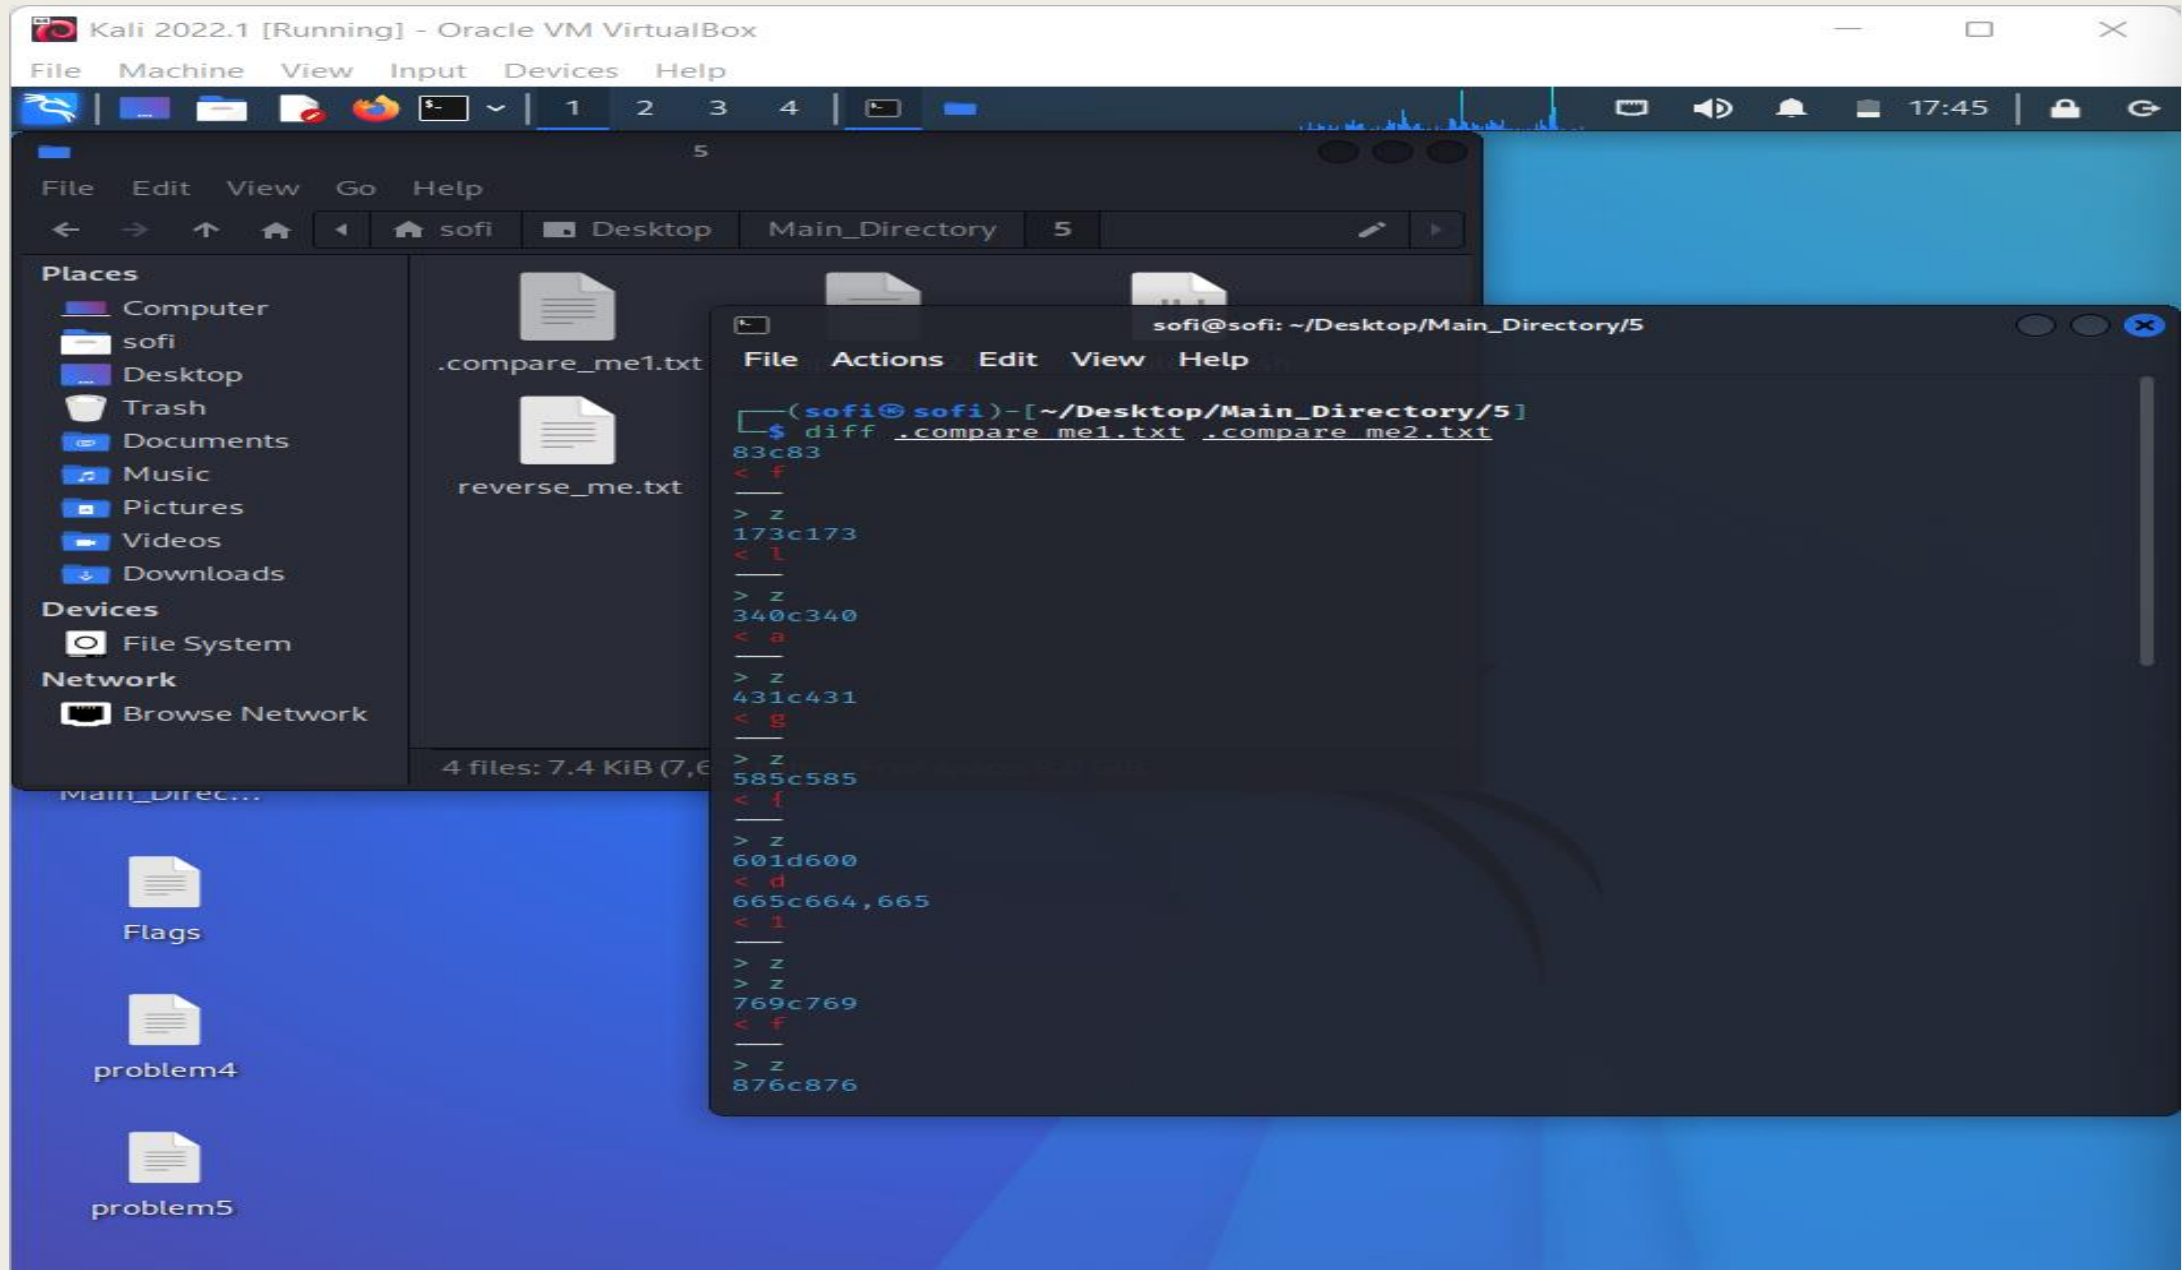 Kali 2022.1 [Running] - Oracle VM VirtualBox
File Machine View Input Devices Help
1 2 3 4 17:45
5
File Edit View Go Help
sofi Desktop Main_Directory 5
Places
Computer
sofi
Desktop
Trash
Documents
Music
Pictures
Videos
Downloads
Devices
File System
Network
Browse Network
.compare_me1.txt
reverse_me.txt
4 files: 7.4 KiB (7,6
Main_Direc...
Flags
problem4
problem5
sofi@sofi: ~/Desktop/Main_Directory/5
File Actions Edit View Help
(sofi㉿sofi)-[~/Desktop/Main_Directory/5]
$ diff .compare_me1.txt .compare_me2.txt
83c83
< f
---
> z
173c173
< l
---
> z
340c340
< a
---
> z
431c431
< g
---
> z
585c585
< {
---
> z
601d600
< d
665c664,665
< 1
---
> z
> z
769c769
< f
---
> z
876c876